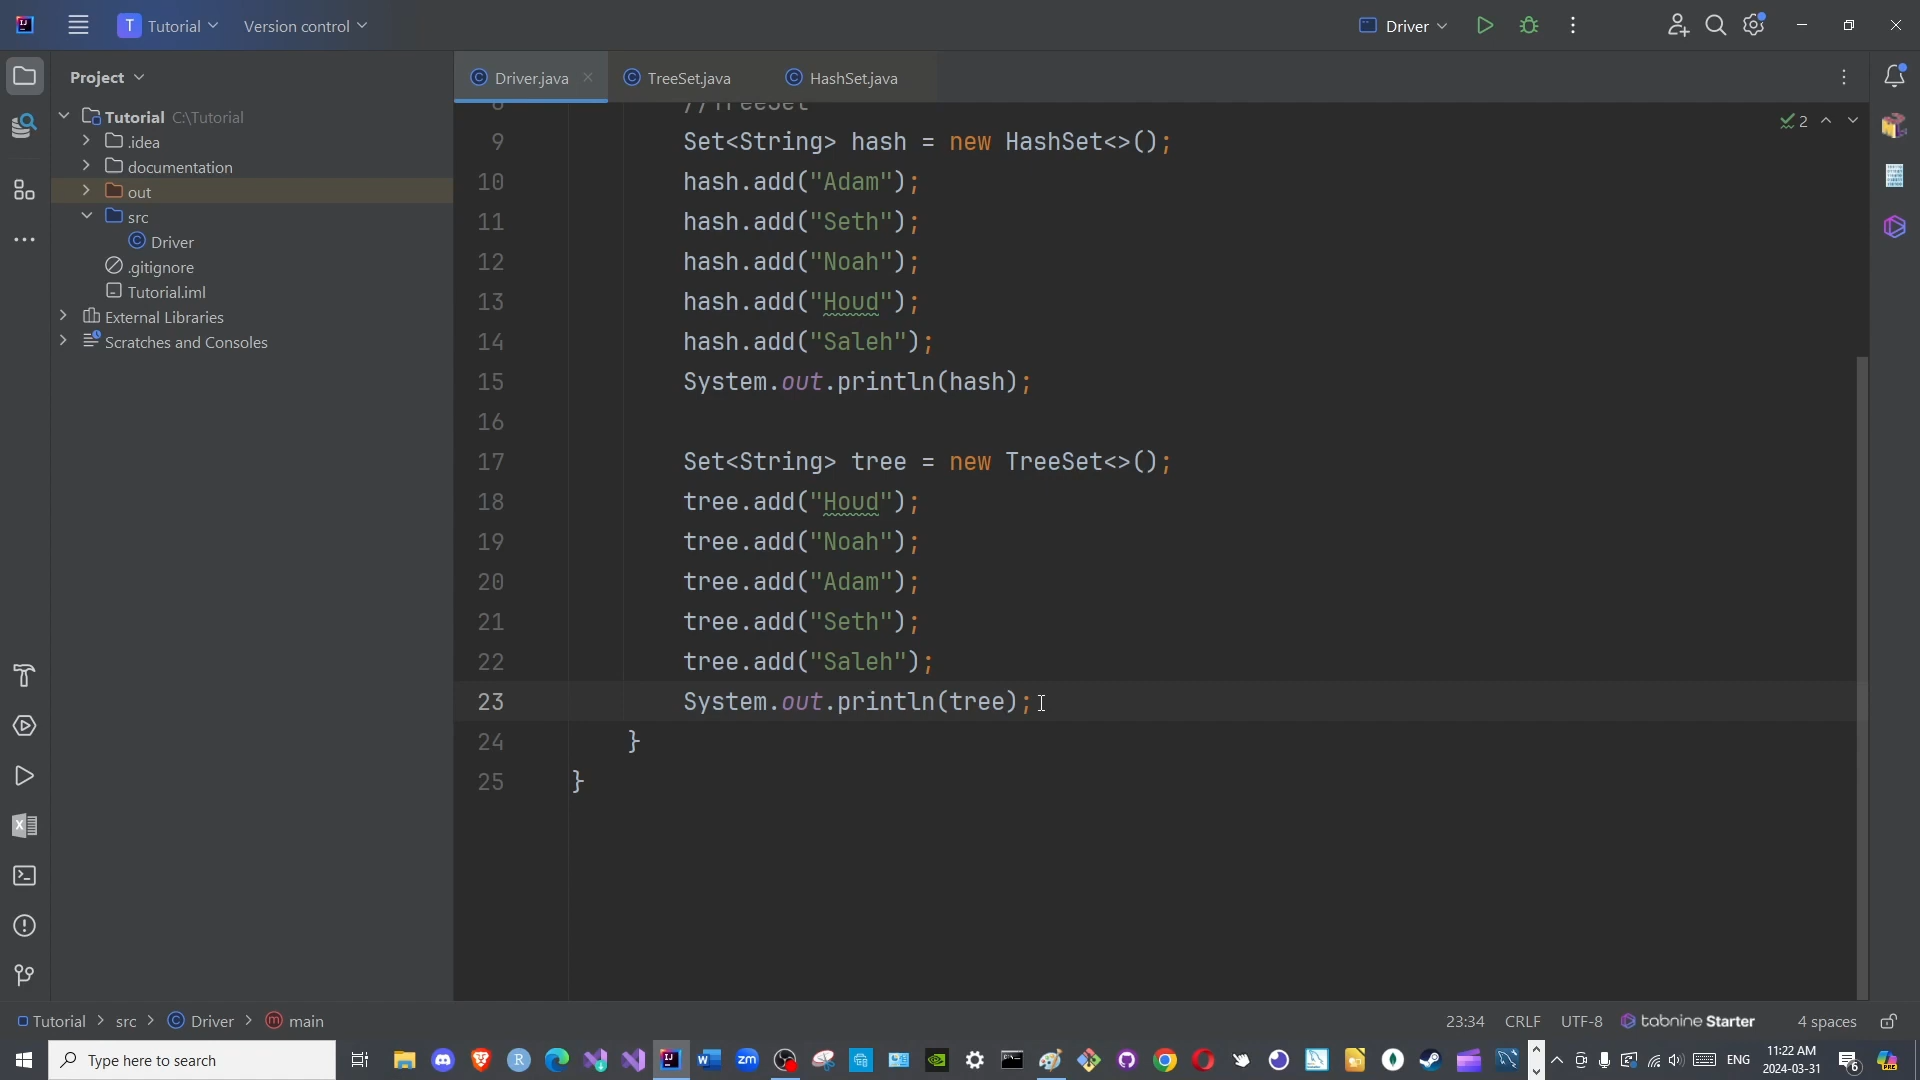 T Tutorial Version control Driver
Project Driver.java TreeSet.java HashSet.java
Tutorial C:\Tutorial
.idea
documentation
out
src
Driver
.gitignore
Tutorial.iml
External Libraries
Scratches and Consoles
8 //TreeSet
9 Set<String> hash = new HashSet<>();
10 hash.add("Adam");
11 hash.add("Seth");
12 hash.add("Noah");
13 hash.add("Houd");
14 hash.add("Saleh");
15 System.out.println(hash);
16
17 Set<String> tree = new TreeSet<>();
18 tree.add("Houd");
19 tree.add("Noah");
20 tree.add("Adam");
21 tree.add("Seth");
22 tree.add("Saleh");
23 System.out.println(tree);
24 }
25 }
2
Tutorial > src > Driver > main 23:34 CRLF UTF-8 tabnine Starter 4 spaces
Type here to search ENG 11:22 AM
2024-03-31 6